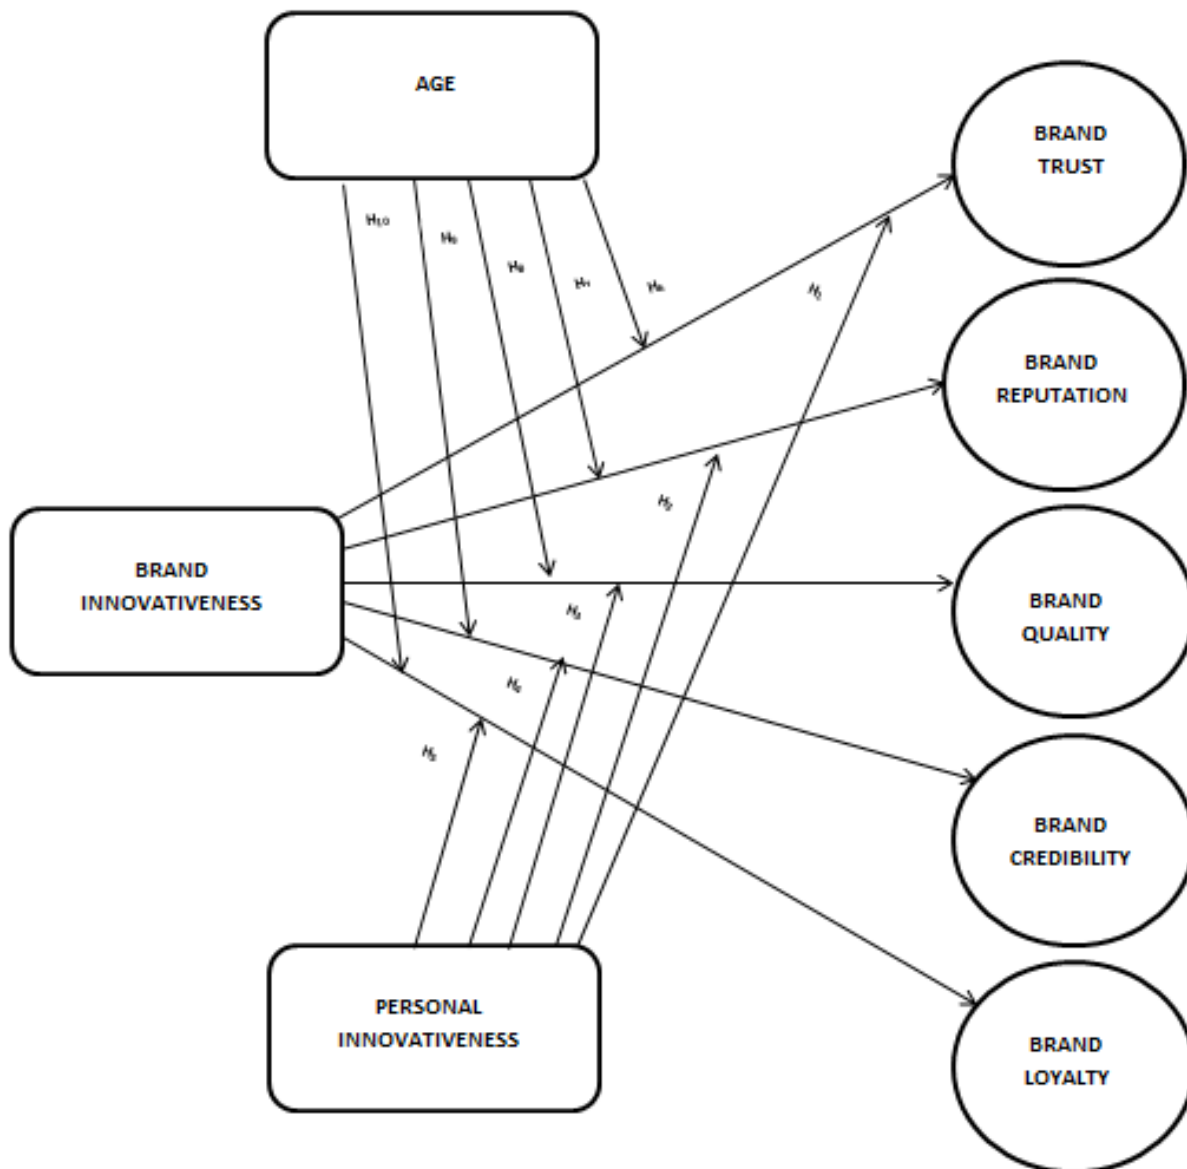 AGE
BRAND
TRUST
H₁₀
H₉
H₈
H₇
H₆
H₁
BRAND
REPUTATION
H₂
BRAND
INNOVATIVENESS
BRAND
QUALITY
H₃
H₄
H₅
BRAND
CREDIBILITY
PERSONAL
INNOVATIVENESS
BRAND
LOYALTY